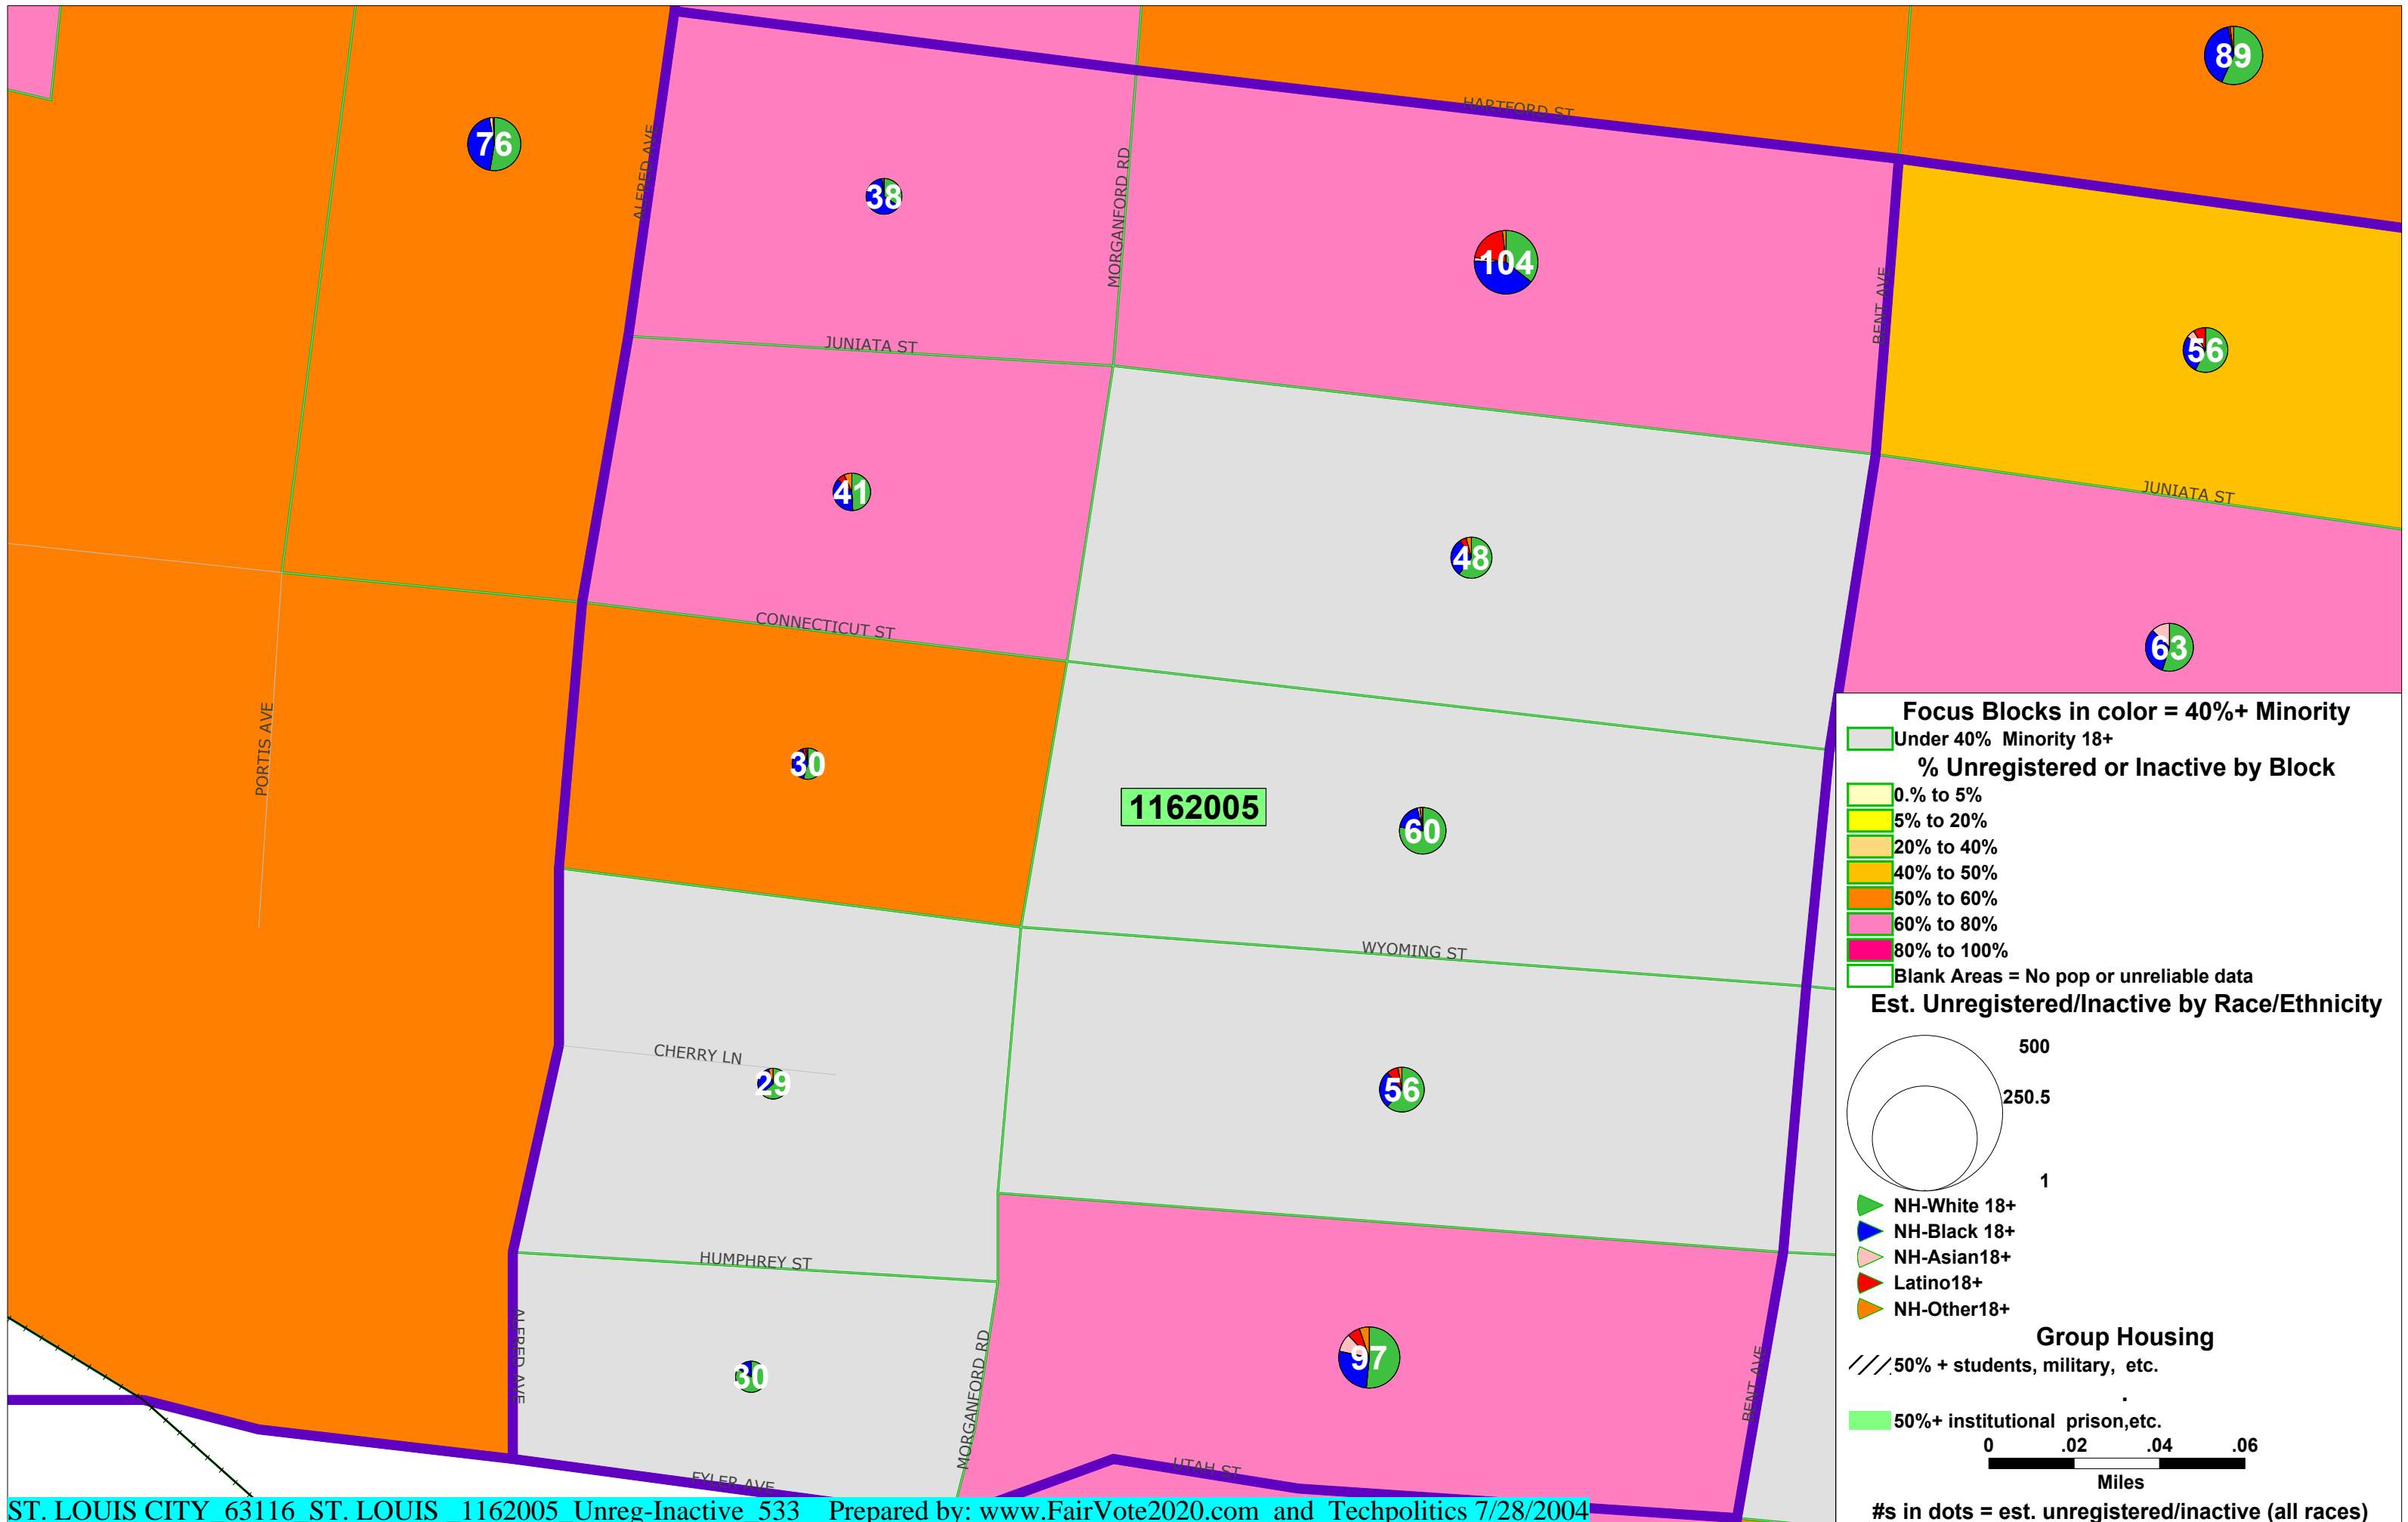 89
HARTFORD ST
76
ALFRED AVE
38
MORGANFORD RD
104
BENT AVE
JUNIATA ST
56
41
JUNIATA ST
48
CONNECTICUT ST
63
PORTIS AVE
30
1162005
60
WYOMING ST
CHERRY LN
29
56
HUMPHREY ST
ALFRED AVE
30
MORGANFORD RD
97
BENT AVE
UTAH ST
FYLER AVE
Focus Blocks in color = 40%+ Minority
Under 40% Minority 18+
% Unregistered or Inactive by Block
0.% to 5%
5% to 20%
20% to 40%
40% to 50%
50% to 60%
60% to 80%
80% to 100%
Blank Areas = No pop or unreliable data
Est. Unregistered/Inactive by Race/Ethnicity
500
250.5
1
NH-White 18+
NH-Black 18+
NH-Asian18+
Latino18+
NH-Other18+
Group Housing
50% + students, military, etc.
.
50%+ institutional prison,etc.
0 .02 .04 .06
Miles
#s in dots = est. unregistered/inactive (all races)
ST. LOUIS CITY 63116 ST. LOUIS 1162005 Unreg-Inactive 533 Prepared by: www.FairVote2020.com and Techpolitics 7/28/2004